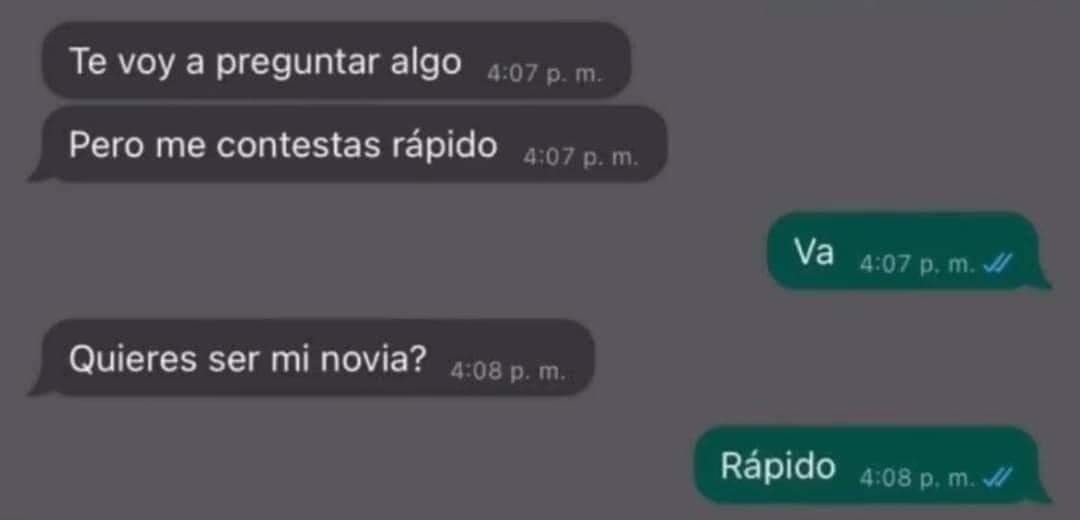 Te voy a preguntar algo 4:07 p. m.
Pero me contestas rápido 4:07 p. m.
Va 4:07 p. m.
Quieres ser mi novia? 4:08 p. m.
Rápido 4:08 p. m.